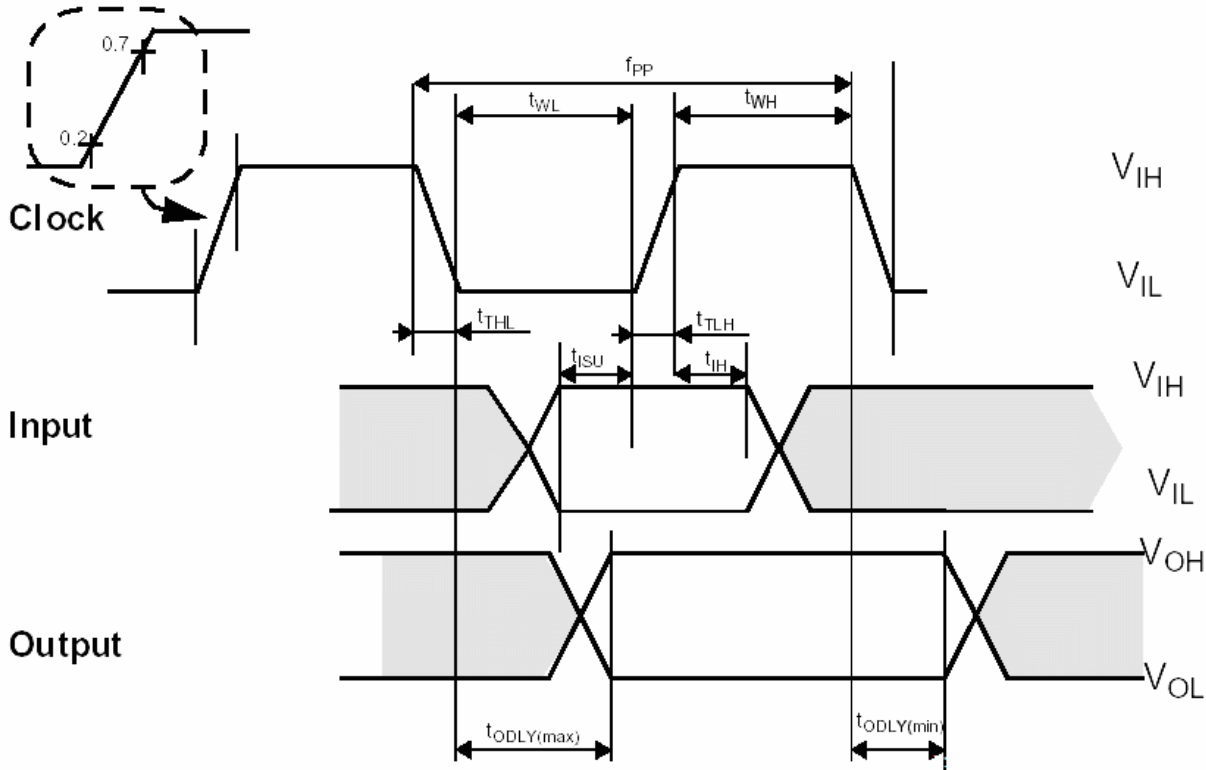 0.7
0.2
fPP
tWL
tWH
Clock
VIH
VIL
tTHL
tTLH
tISU
tIH
Input
VIH
VIL
Output
VOH
VOL
tODLY(max)
tODLY(min)